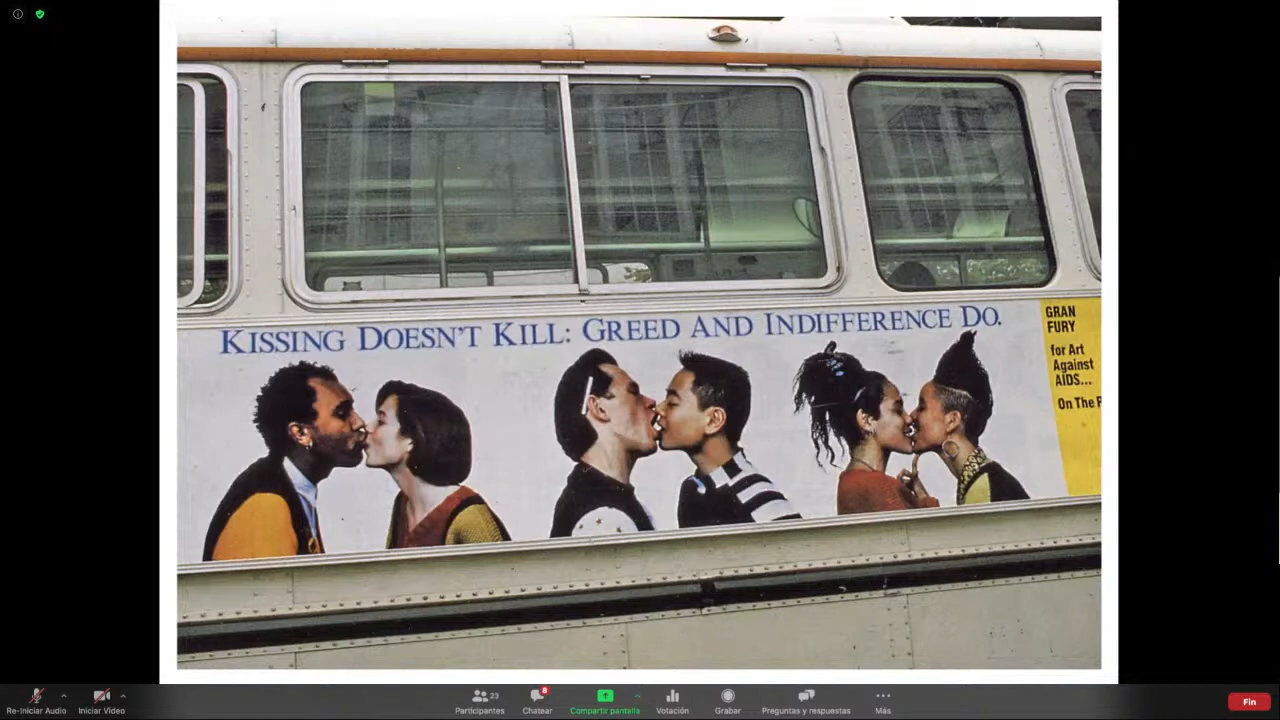 KISSING DOESN'T KILL: GREED AND INDIFFERENCE DO.
GRAN
FURY
for Art
Against
AIDS...
On The
23
8
Re-Iniciar Audio
Iniciar Video
Participantes
Chatear
Compartir pantalla
Votación
Grabar
Preguntas y respuestas
Más
Fin